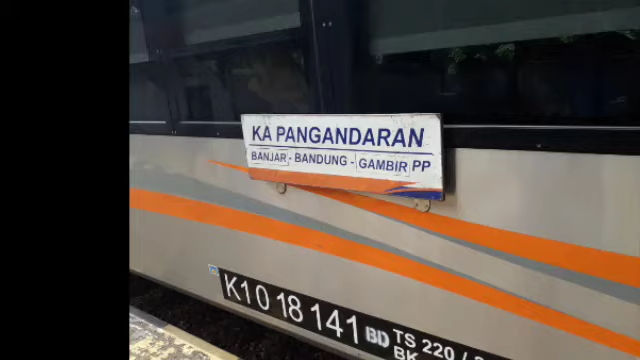 KA PANGANDARAN
BANJAR - BANDUNG - GAMBIR PP
K1 0 18 141 BD TS 220 /
BK